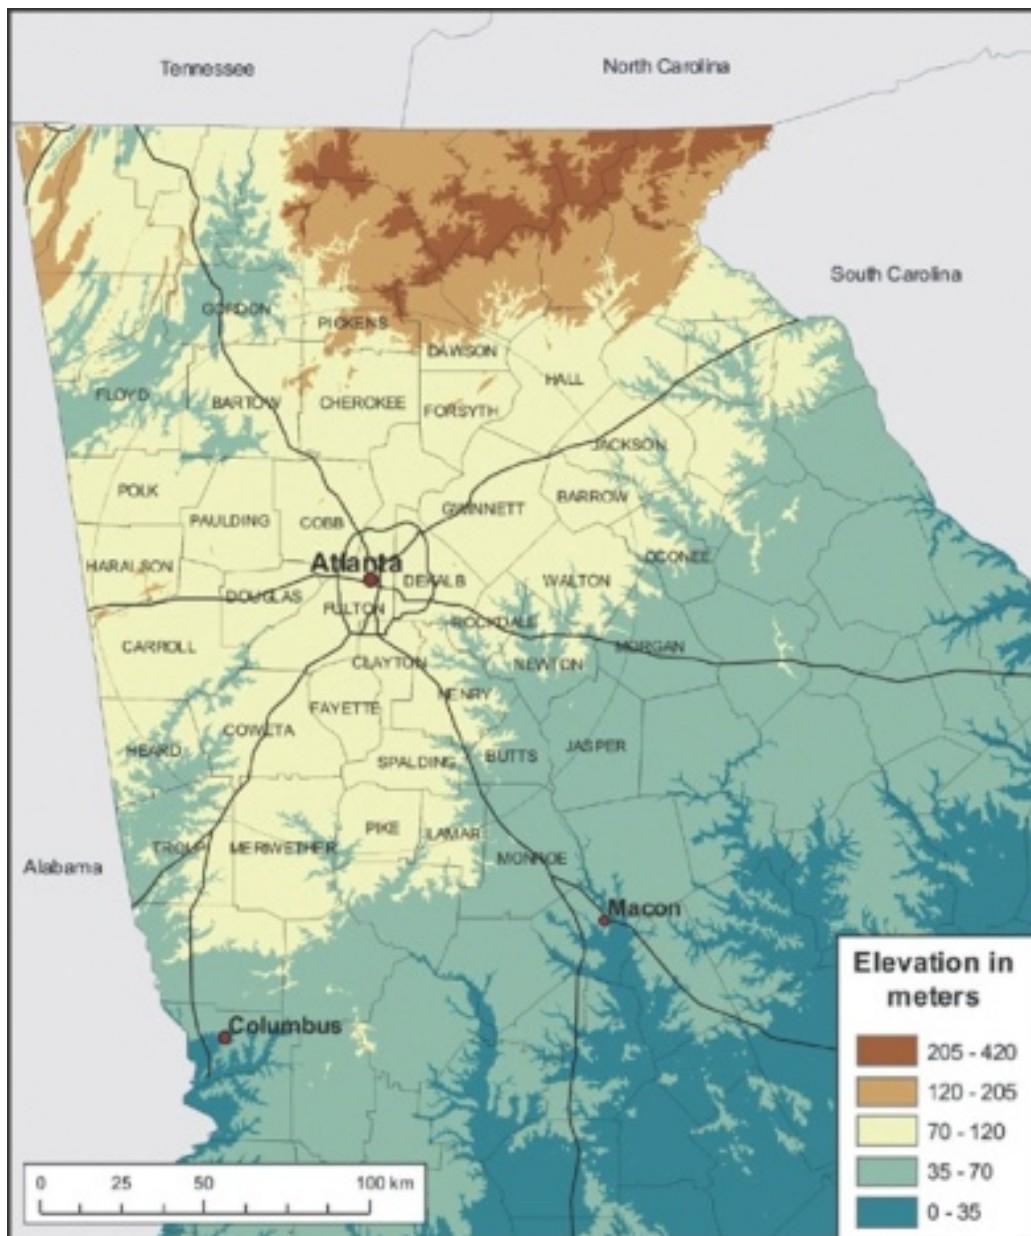 Tennessee
North Carolina
South Carolina
GORDON
PICKENS
DAWSON
HALL
FLOYD
BARTOW
CHEROKEE
FORSYTH
JACKSON
POLK
GWINNETT
BARROW
PAULDING
COBB
HARALSON
Atlanta
DEKALB
WALTON
OCONEE
DOUGLAS
FULTON
ROCKDALE
CARROLL
CLAYTON
NEWTON
MORGAN
HENRY
FAYETTE
COWETA
HEARD
SPALDING
BUTTS
JASPER
TROUP
MERIWETHER
PIKE
LAMAR
MONROE
Alabama
Macon
Columbus
Elevation in
meters
205 - 420
120 - 205
70 - 120
35 - 70
0 - 35
0 25 50 100 km